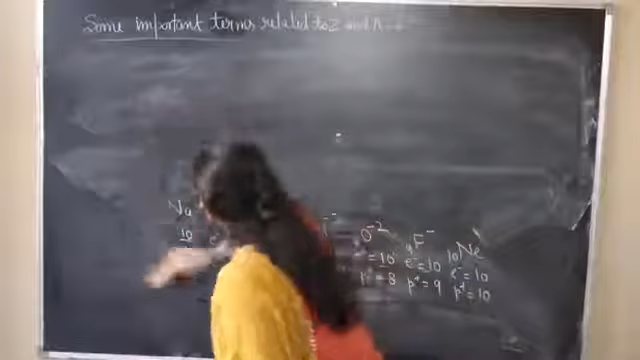 Some important terms related to Z and A
Na O⁻² ₉F⁻ ₁₀Ne
10 = 10 e⁻ = 10 e⁻ = 10
p⁺ = 8 p⁺ = 9 p⁺ = 10